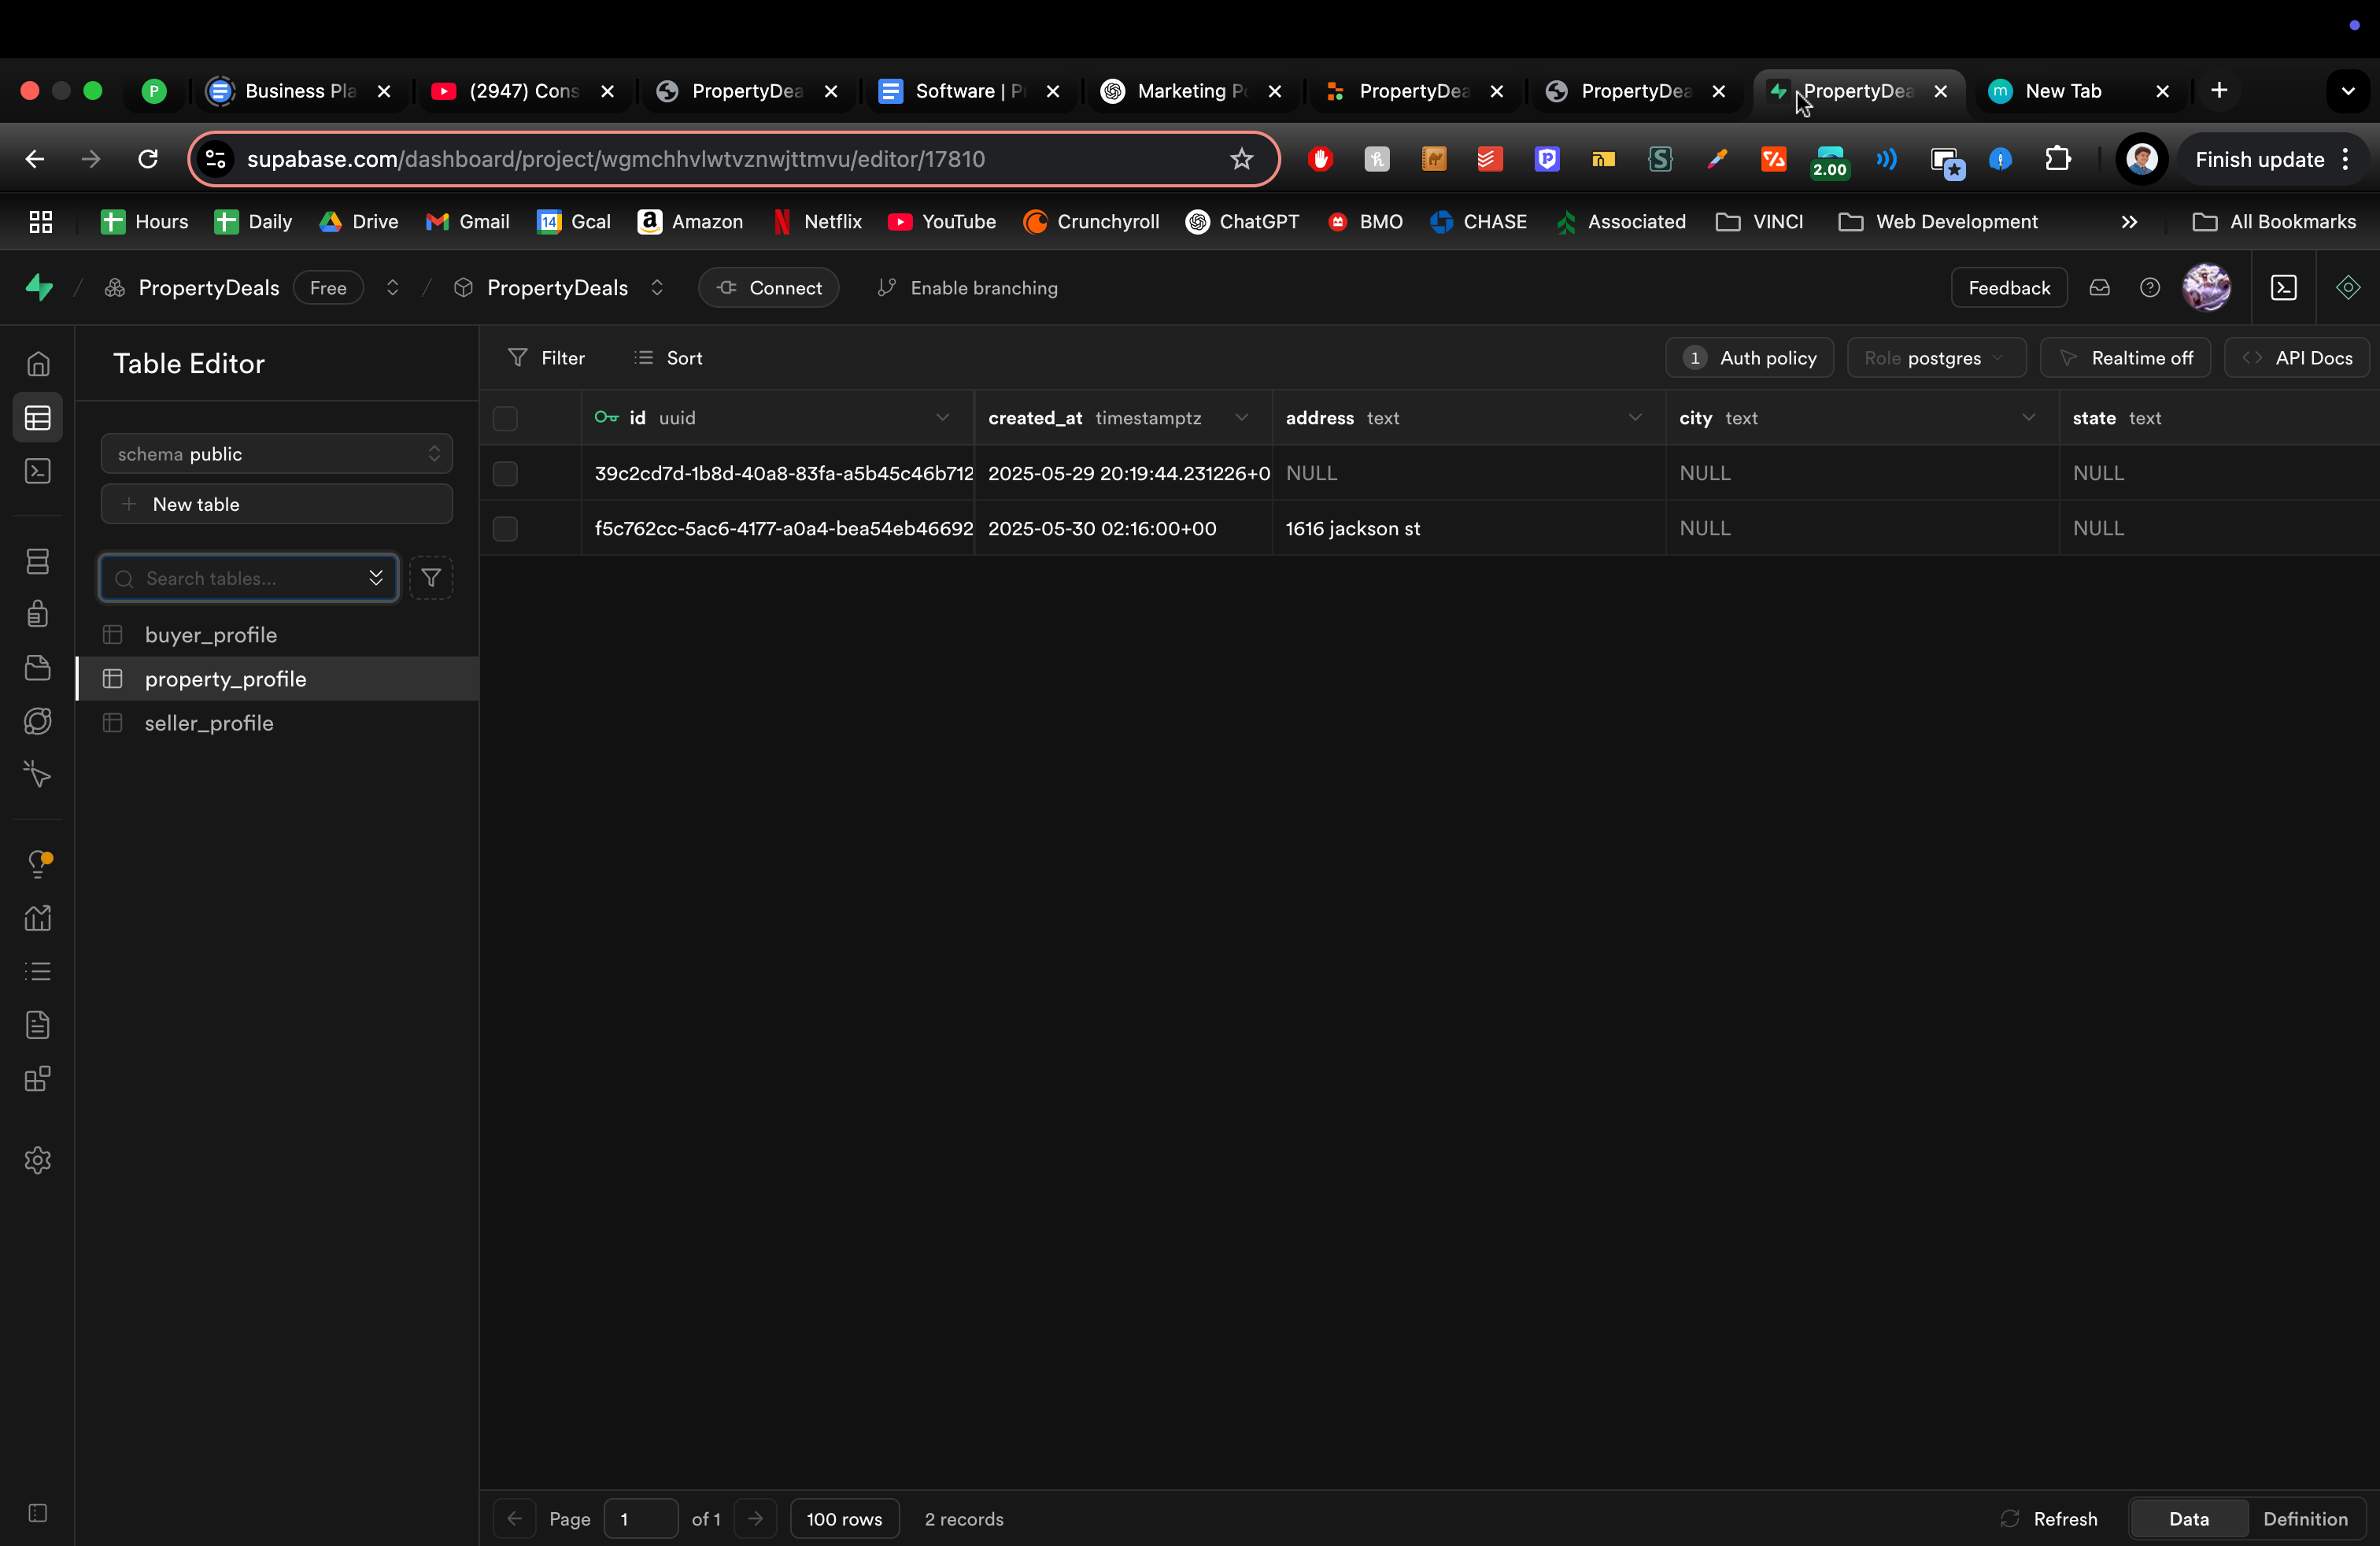 P Business Pla (2947) Cons PropertyDea Software | P Marketing Po PropertyDea PropertyDea PropertyDea m New Tab
supabase.com/dashboard/project/wgmchhvlwtvznwjttmvu/editor/17810 2.00 Finish update
Hours Daily Drive Gmail 14 Gcal Amazon Netflix YouTube Crunchyroll ChatGPT BMO CHASE Associated VINCI Web Development All Bookmarks
/ PropertyDeals Free / PropertyDeals Connect Enable branching Feedback
Table Editor
Filter Sort 1 Auth policy Role postgres Realtime off API Docs
id uuid created_at timestamptz address text city text state text
39c2cd7d-1b8d-40a8-83fa-a5b45c46b712 2025-05-29 20:19:44.231226+0 NULL NULL NULL
f5c762cc-5ac6-4177-a0a4-bea54eb46692 2025-05-30 02:16:00+00 1616 jackson st NULL NULL
schema public
New table
Search tables...
buyer_profile
property_profile
seller_profile
Page 1 of 1 100 rows 2 records Refresh Data Definition